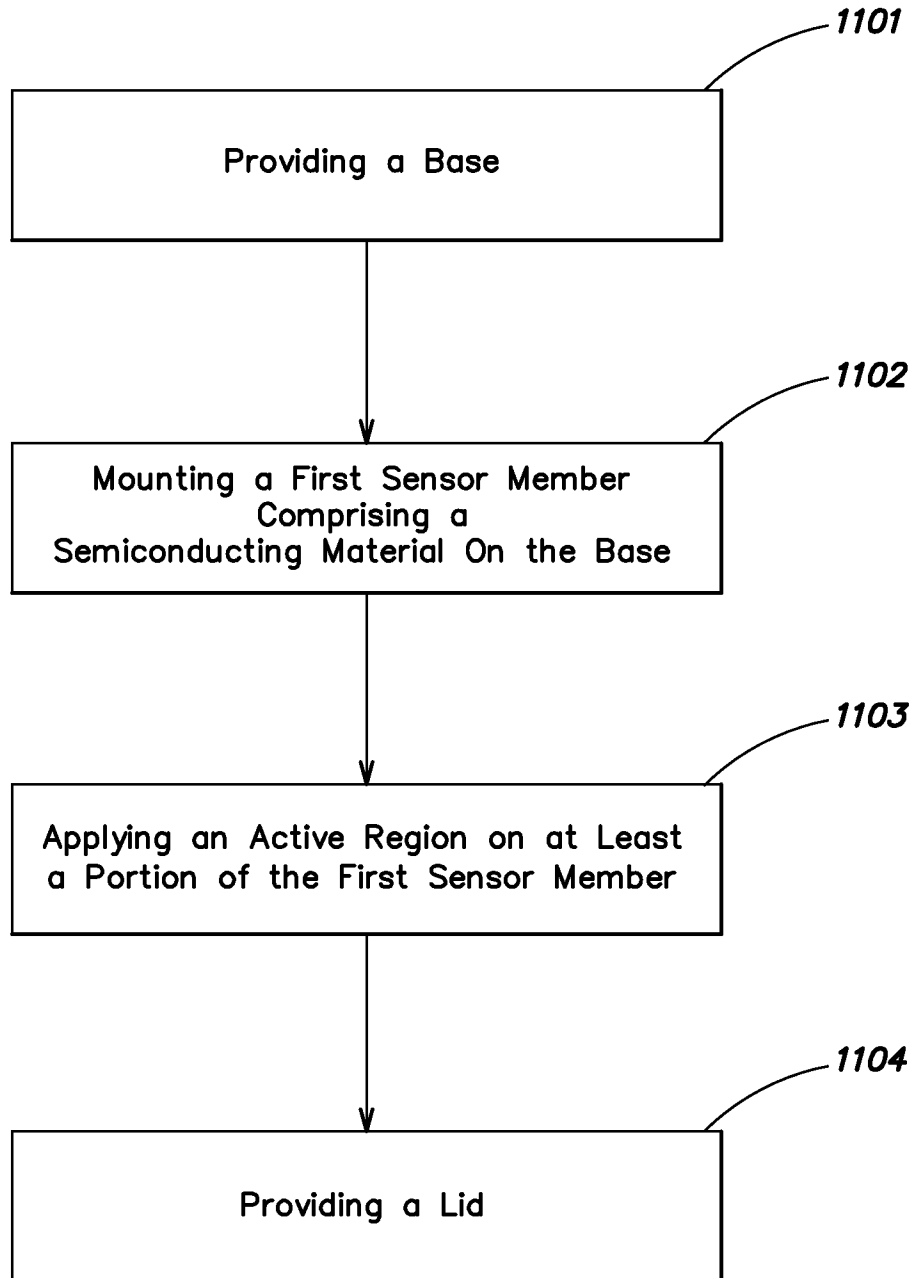 1101
Providing a Base
1102
Mounting a First Sensor Member
Comprising a
Semiconducting Material On the Base
1103
Applying an Active Region on at Least
a Portion of the First Sensor Member
1104
Providing a Lid